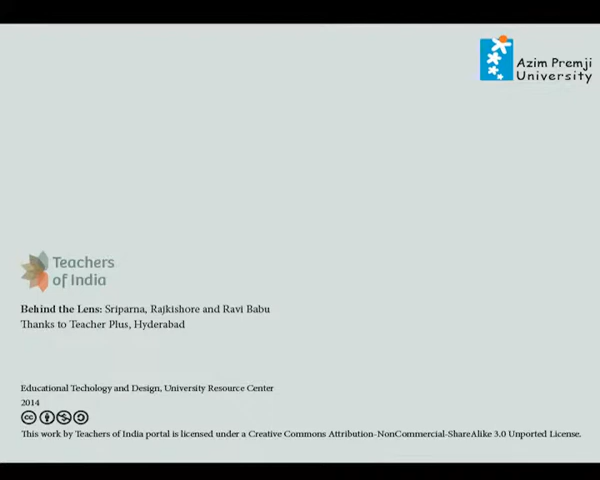 Azim Premji
University
Teachers
of India
Behind the Lens: Sriparna, Rajkishore and Ravi Babu
Thanks to Teacher Plus, Hyderabad
Educational Techology and Design, University Resource Center
2014
cc
This work by Teachers of India portal is licensed under a Creative Commons Attribution-NonCommercial-ShareAlike 3.0 Unported License.